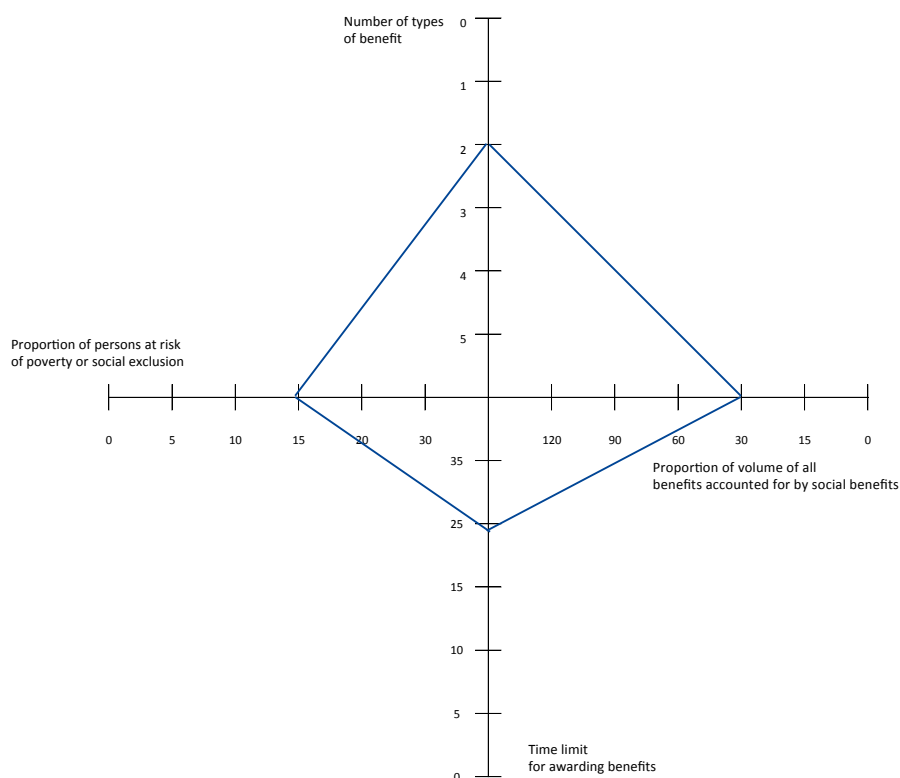 Number of types
of benefit
0
1
2
3
4
5
Proportion of persons at risk
of poverty or social exclusion
0 5 10 15 20 30 120 90 60 30 15 0
Proportion of volume of all
benefits accounted for by social benefits
35
25
15
10
5
0
Time limit
for awarding benefits